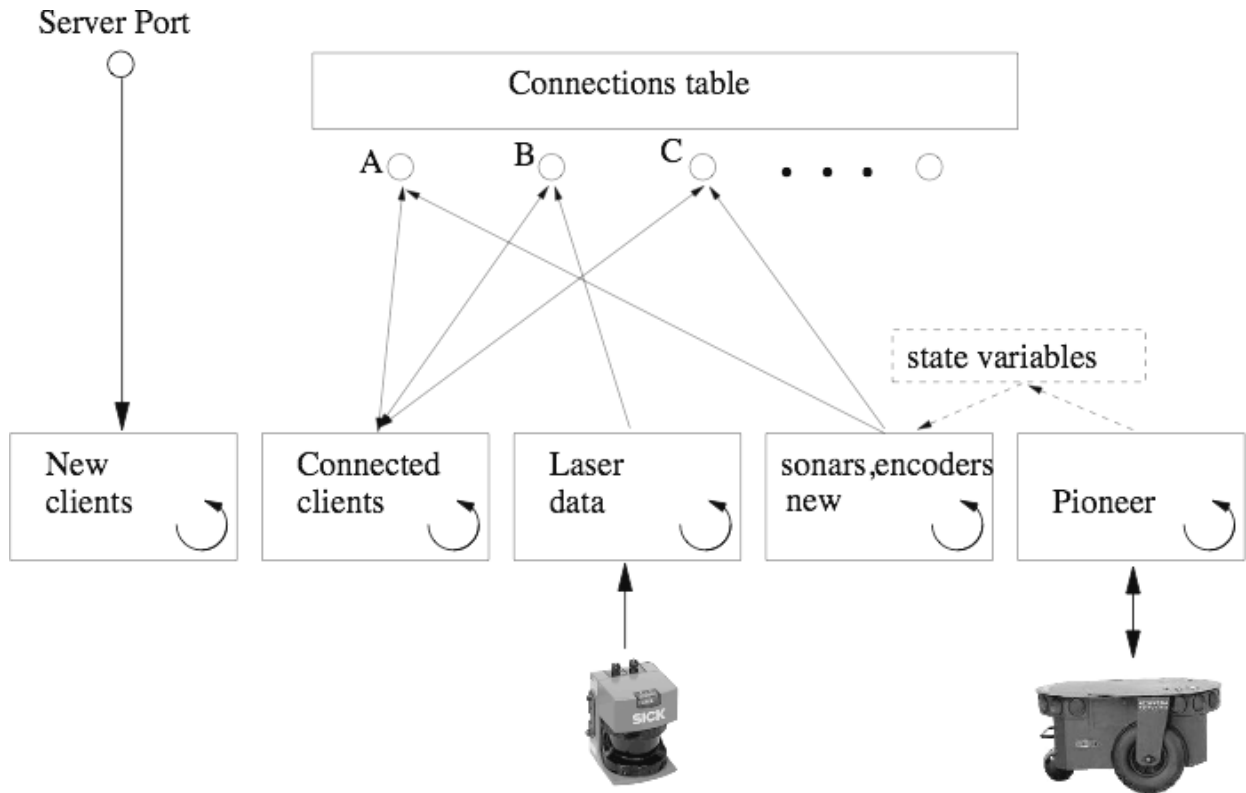 Server Port
Connections table
A
B
C
state variables
New
clients
Connected
clients
Laser
data
sonars,encoders
new
Pioneer
SICK